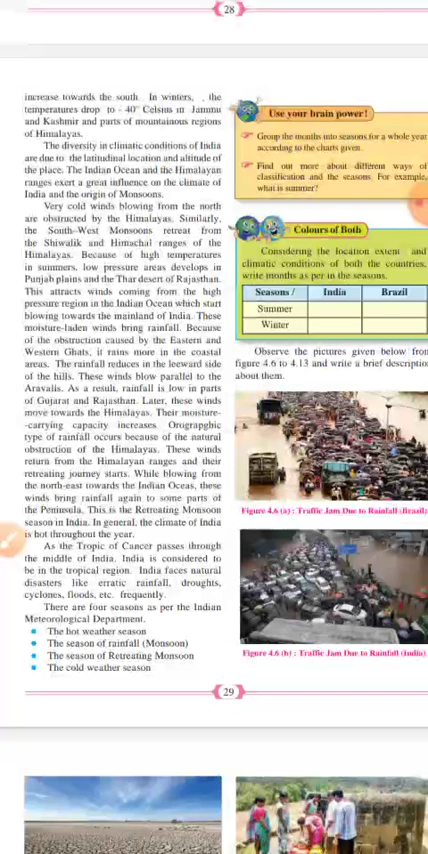 28
increase towards the south. In winters, , the
temperatures drop to - 40° Celsius in Jammu
and Kashmir and parts of mountainous regions
of Himalayas.
The diversity in climatic conditions of India
are due to the latitudinal location and altitude of
the place. The Indian Ocean and the Himalayan
ranges exert a great influence on the climate of
India and the origin of Monsoons.
Very cold winds blowing from the north
are obstructed by the Himalayas. Similarly,
the South-West Monsoons retreat from
the Shiwalik and Himachal ranges of the
Himalayas. Because of high temperatures
in summers, low pressure areas develop in
Punjab plains and the Thar desert of Rajasthan.
This attracts winds coming from the high
pressure region in the Indian Ocean which start
blowing towards the mainland of India. These
moisture-laden winds bring rainfall. Because
of the obstruction caused by the Eastern and
Western Ghats, it rains more in the coastal
areas. The rainfall reduces in the leeward side
of the hills. These winds blow parallel to the
Aravalis. As a result, rainfall is low in parts
of Gujarat and Rajasthan. Later, these winds
move towards the Himalayas. Their moisture-
-carrying capacity increases. Orograpghic
type of rainfall occurs because of the natural
obstruction of the Himalayas. These winds
return from the Himalayan ranges and their
retreating journey starts. While blowing from
the north-east towards the Indian Oceas, these
winds bring rainfall again to some parts of
the Peninsula. This is the Retreating Monsoon
season in India. In general, the climate of India
is hot throughout the year.
As the Tropic of Cancer passes through
the middle of India, India is considered to
be in the tropical region. India faces natural
disasters like erratic rainfall, droughts,
cyclones, floods, etc. frequently.
There are four seasons as per the Indian
Meteorological Department.
• The hot weather season
• The season of rainfall (Monsoon)
• The season of Retreating Monsoon
• The cold weather season
Use your brain power!
☞ Group the months into seasons for a whole year
according to the charts given.
☞ Find out more about different ways of
classification and the seasons. For example,
what is summer?
Colours of Both
Considering the location extent and
climatic conditions of both the countries,
write months as per in the seasons.
Seasons / India Brazil
Summer
Winter
Observe the pictures given below from
figure 4.6 to 4.13 and write a brief descriptio
about them.
Figure 4.6 (a) : Traffic Jam Due to Rainfall (Brazil)
Figure 4.6 (b) : Traffic Jam Due to Rainfall (India)
29